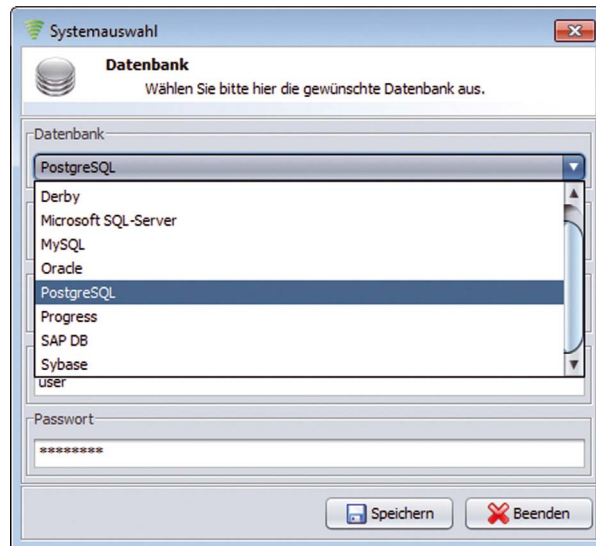 Systemauswahl
Datenbank
Wählen Sie bitte hier die gewünschte Datenbank aus.
Datenbank
PostgreSQL
Derby
Microsoft SQL-Server
MySQL
Oracle
PostgreSQL
Progress
SAP DB
Sybase
user
Passwort
********
Speichern
Beenden